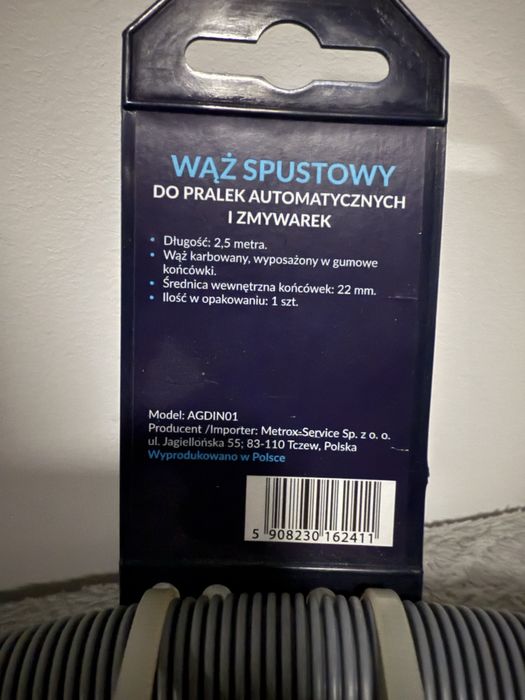 WĄŻ SPUSTOWY
DO PRALEK AUTOMATYCZNYCH
I ZMYWAREK
• Długość: 2,5 metra.
• Wąż karbowany, wyposażony w gumowe
końcówki.
• Średnica wewnętrzna końcówek: 22 mm.
• Ilość w opakowaniu: 1 szt.
Model: AGDIN01
Producent /Importer: Metrox-Service Sp. z o. o.
ul. Jagiellońska 55; 83-110 Tczew, Polska
Wyprodukowano w Polsce
5 908230 162411